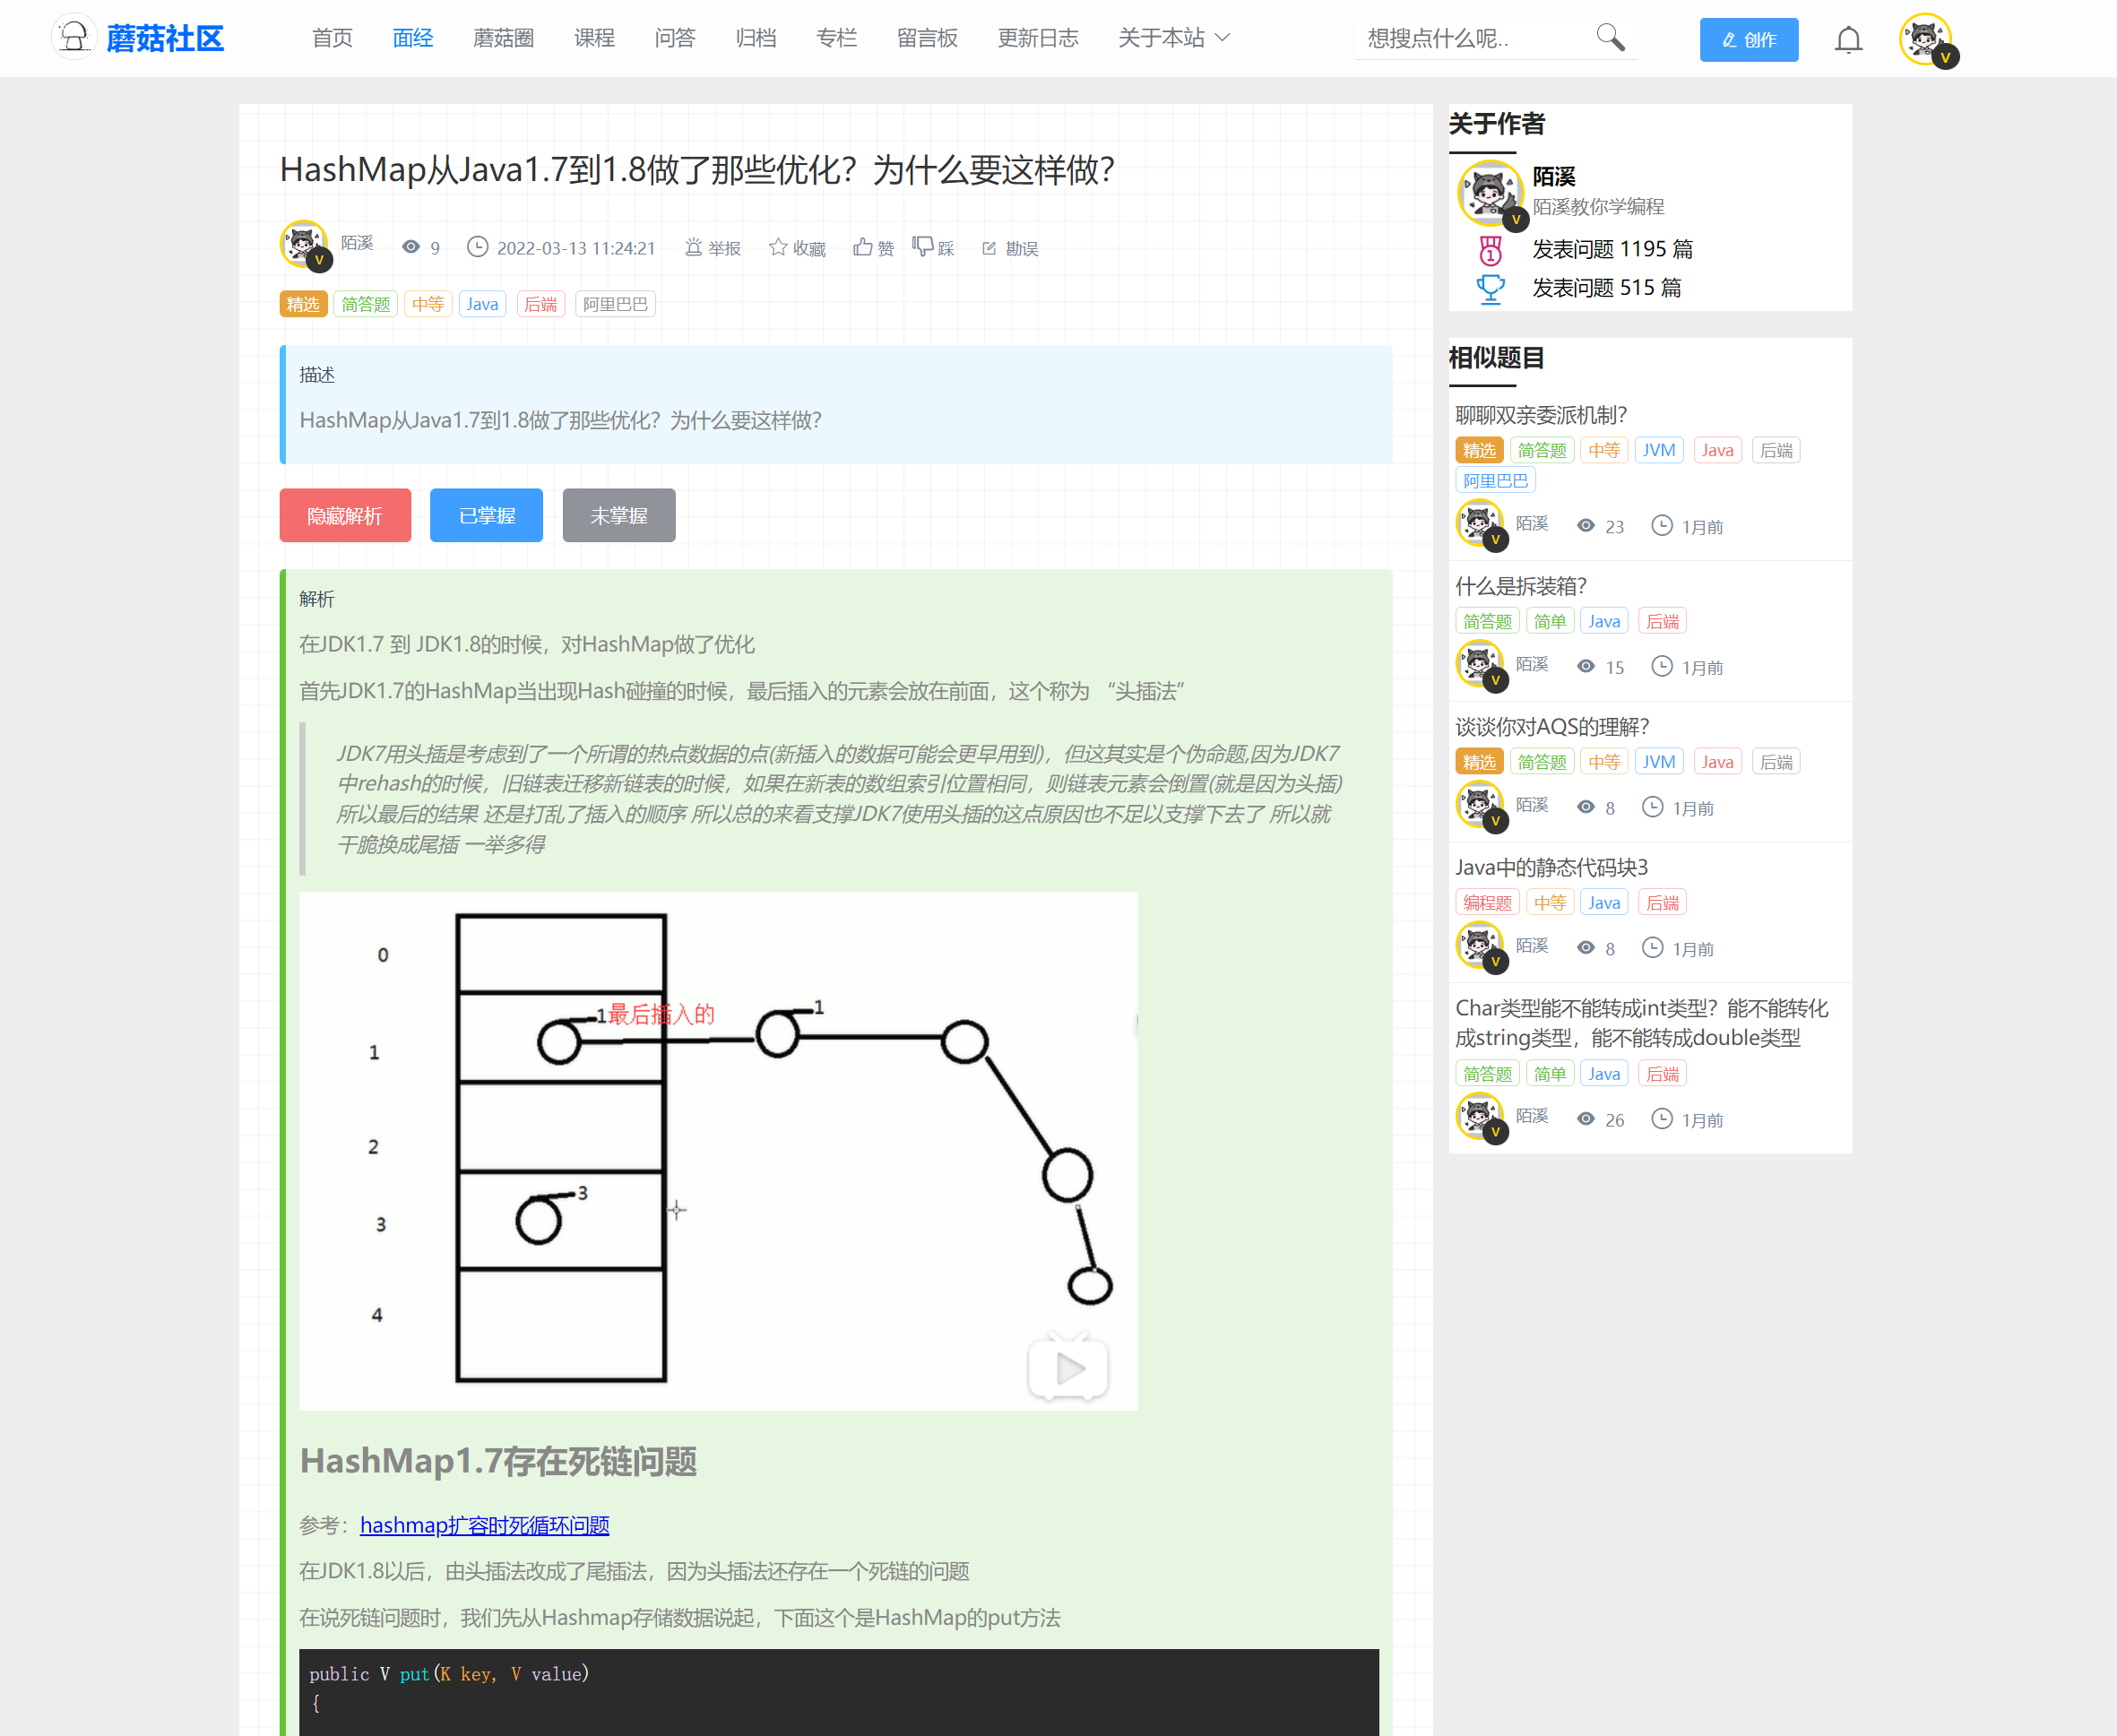 蘑菇社区
首页 面经 蘑菇圈 课程 问答 归档 专栏 留言板 更新日志 关于本站
想搜点什么呢..
创作
V
HashMap从Java1.7到1.8做了那些优化？为什么要这样做？
V 陌溪 9 2022-03-13 11:24:21 举报 收藏 赞 踩 勘误
精选 简答题 中等 Java 后端 阿里巴巴
描述
HashMap从Java1.7到1.8做了那些优化？为什么要这样做？
隐藏解析 已掌握 未掌握
解析
在JDK1.7 到 JDK1.8的时候，对HashMap做了优化
首先JDK1.7的HashMap当出现Hash碰撞的时候，最后插入的元素会放在前面，这个称为 “头插法”
JDK7用头插是考虑到了一个所谓的热点数据的点(新插入的数据可能会更早用到)，但这其实是个伪命题,因为JDK7
中rehash的时候，旧链表迁移新链表的时候，如果在新表的数组索引位置相同，则链表元素会倒置(就是因为头插)
所以最后的结果 还是打乱了插入的顺序 所以总的来看支撑JDK7使用头插的这点原因也不足以支撑下去了 所以就
干脆换成尾插 一举多得
0
1最后插入的 1
1
2
3
3
4
HashMap1.7存在死链问题
参考：hashmap扩容时死循环问题
在JDK1.8以后，由头插法改成了尾插法，因为头插法还存在一个死链的问题
在说死链问题时，我们先从Hashmap存储数据说起，下面这个是HashMap的put方法
public V put(K key, V value)
{
关于作者
陌溪
陌溪教你学编程
V
1 发表问题 1195 篇
发表问题 515 篇
相似题目
聊聊双亲委派机制？
精选 简答题 中等 JVM Java 后端
阿里巴巴
V 陌溪 23 1月前
什么是拆装箱？
简答题 简单 Java 后端
V 陌溪 15 1月前
谈谈你对AQS的理解？
精选 简答题 中等 JVM Java 后端
V 陌溪 8 1月前
Java中的静态代码块3
编程题 中等 Java 后端
V 陌溪 8 1月前
Char类型能不能转成int类型？能不能转化
成string类型，能不能转成double类型
简答题 简单 Java 后端
V 陌溪 26 1月前